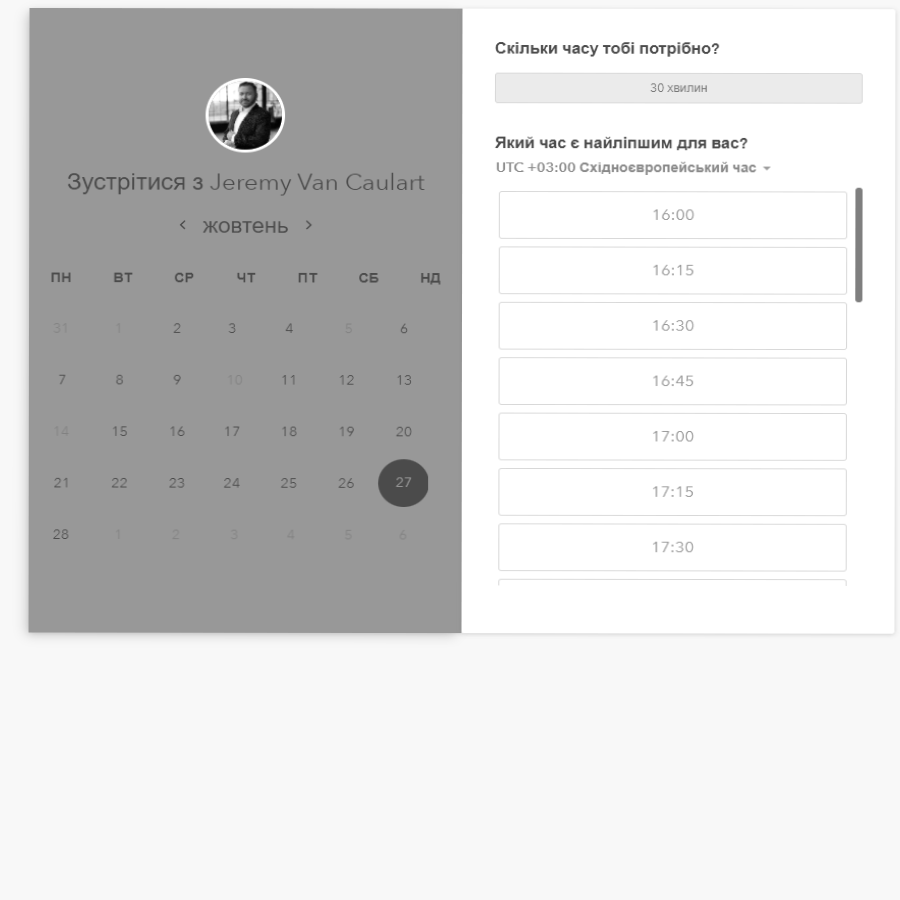 Зустрітися з Jeremy Van Caulart
жовтень
ПН ВТ СР ЧТ ПТ СБ НД
31 1 2 3 4 5 6
7 8 9 10 11 12 13
14 15 16 17 18 19 20
21 22 23 24 25 26 27
28 1 2 3 4 5 6
Скільки часу тобі потрібно?
30 хвилин
Який час є найліпшим для вас?
UTC +03:00 Східноєвропейський час
16:00
16:15
16:30
16:45
17:00
17:15
17:30